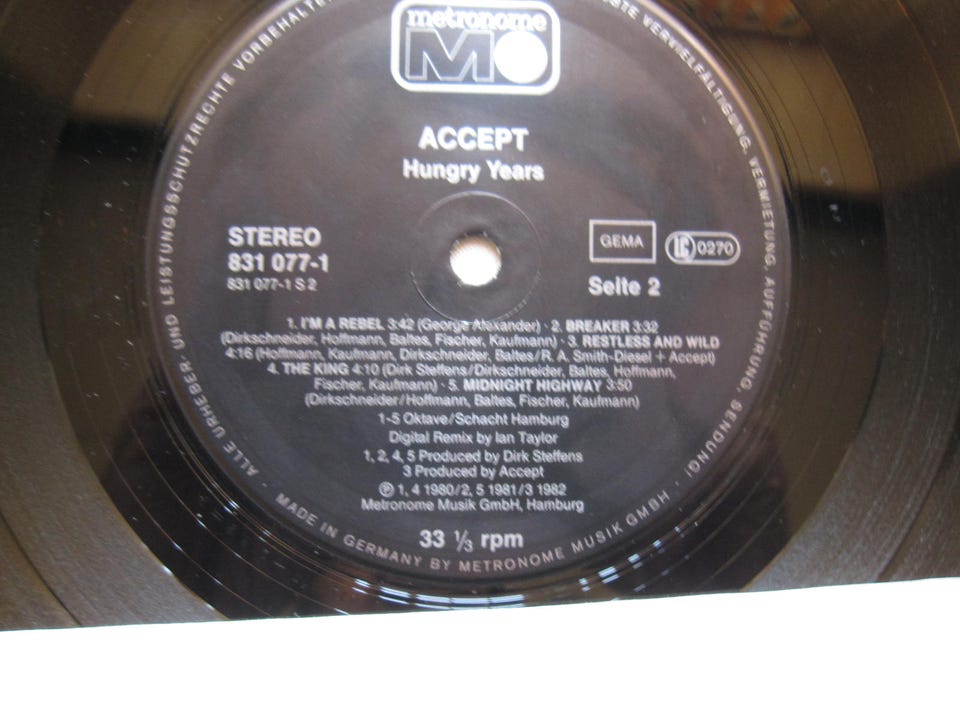 metronome
MO
ACCEPT
Hungry Years
STEREO
831 077-1
831 077-1 S 2
GEMA
LC 0270
Seite 2
1. I'M A REBEL 3:42 (George Alexander) · 2. BREAKER 3:32
(Dirkschneider, Hoffmann, Baltes, Fischer, Kaufmann) · 3. RESTLESS AND WILD
4:16 (Hoffmann, Kaufmann, Dirkschneider, Baltes/R. A. Smith-Diesel + Accept)
4. THE KING 4:10 (Dirk Steffens/Dirkschneider, Baltes, Hoffmann,
Fischer, Kaufmann) · 5. MIDNIGHT HIGHWAY 3:50
(Dirkschneider/Hoffmann, Baltes, Fischer, Kaufmann)
1-5 Oktave/Schacht Hamburg
Digital Remix by Ian Taylor
1, 2, 4, 5 Produced by Dirk Steffens
3 Produced by Accept
℗ 1, 4 1980/2, 5 1981/3 1982
Metronome Musik GmbH, Hamburg
33 ⅓ rpm
ALLE URHEBER- UND LEISTUNGSSCHUTZRECHTE VORBEHALTEN
VERVIELFÄLTIGUNG, VERMIETUNG, AUFFÜHRUNG, SENDUNG!
MADE IN GERMANY BY METRONOME MUSIK GMBH ·